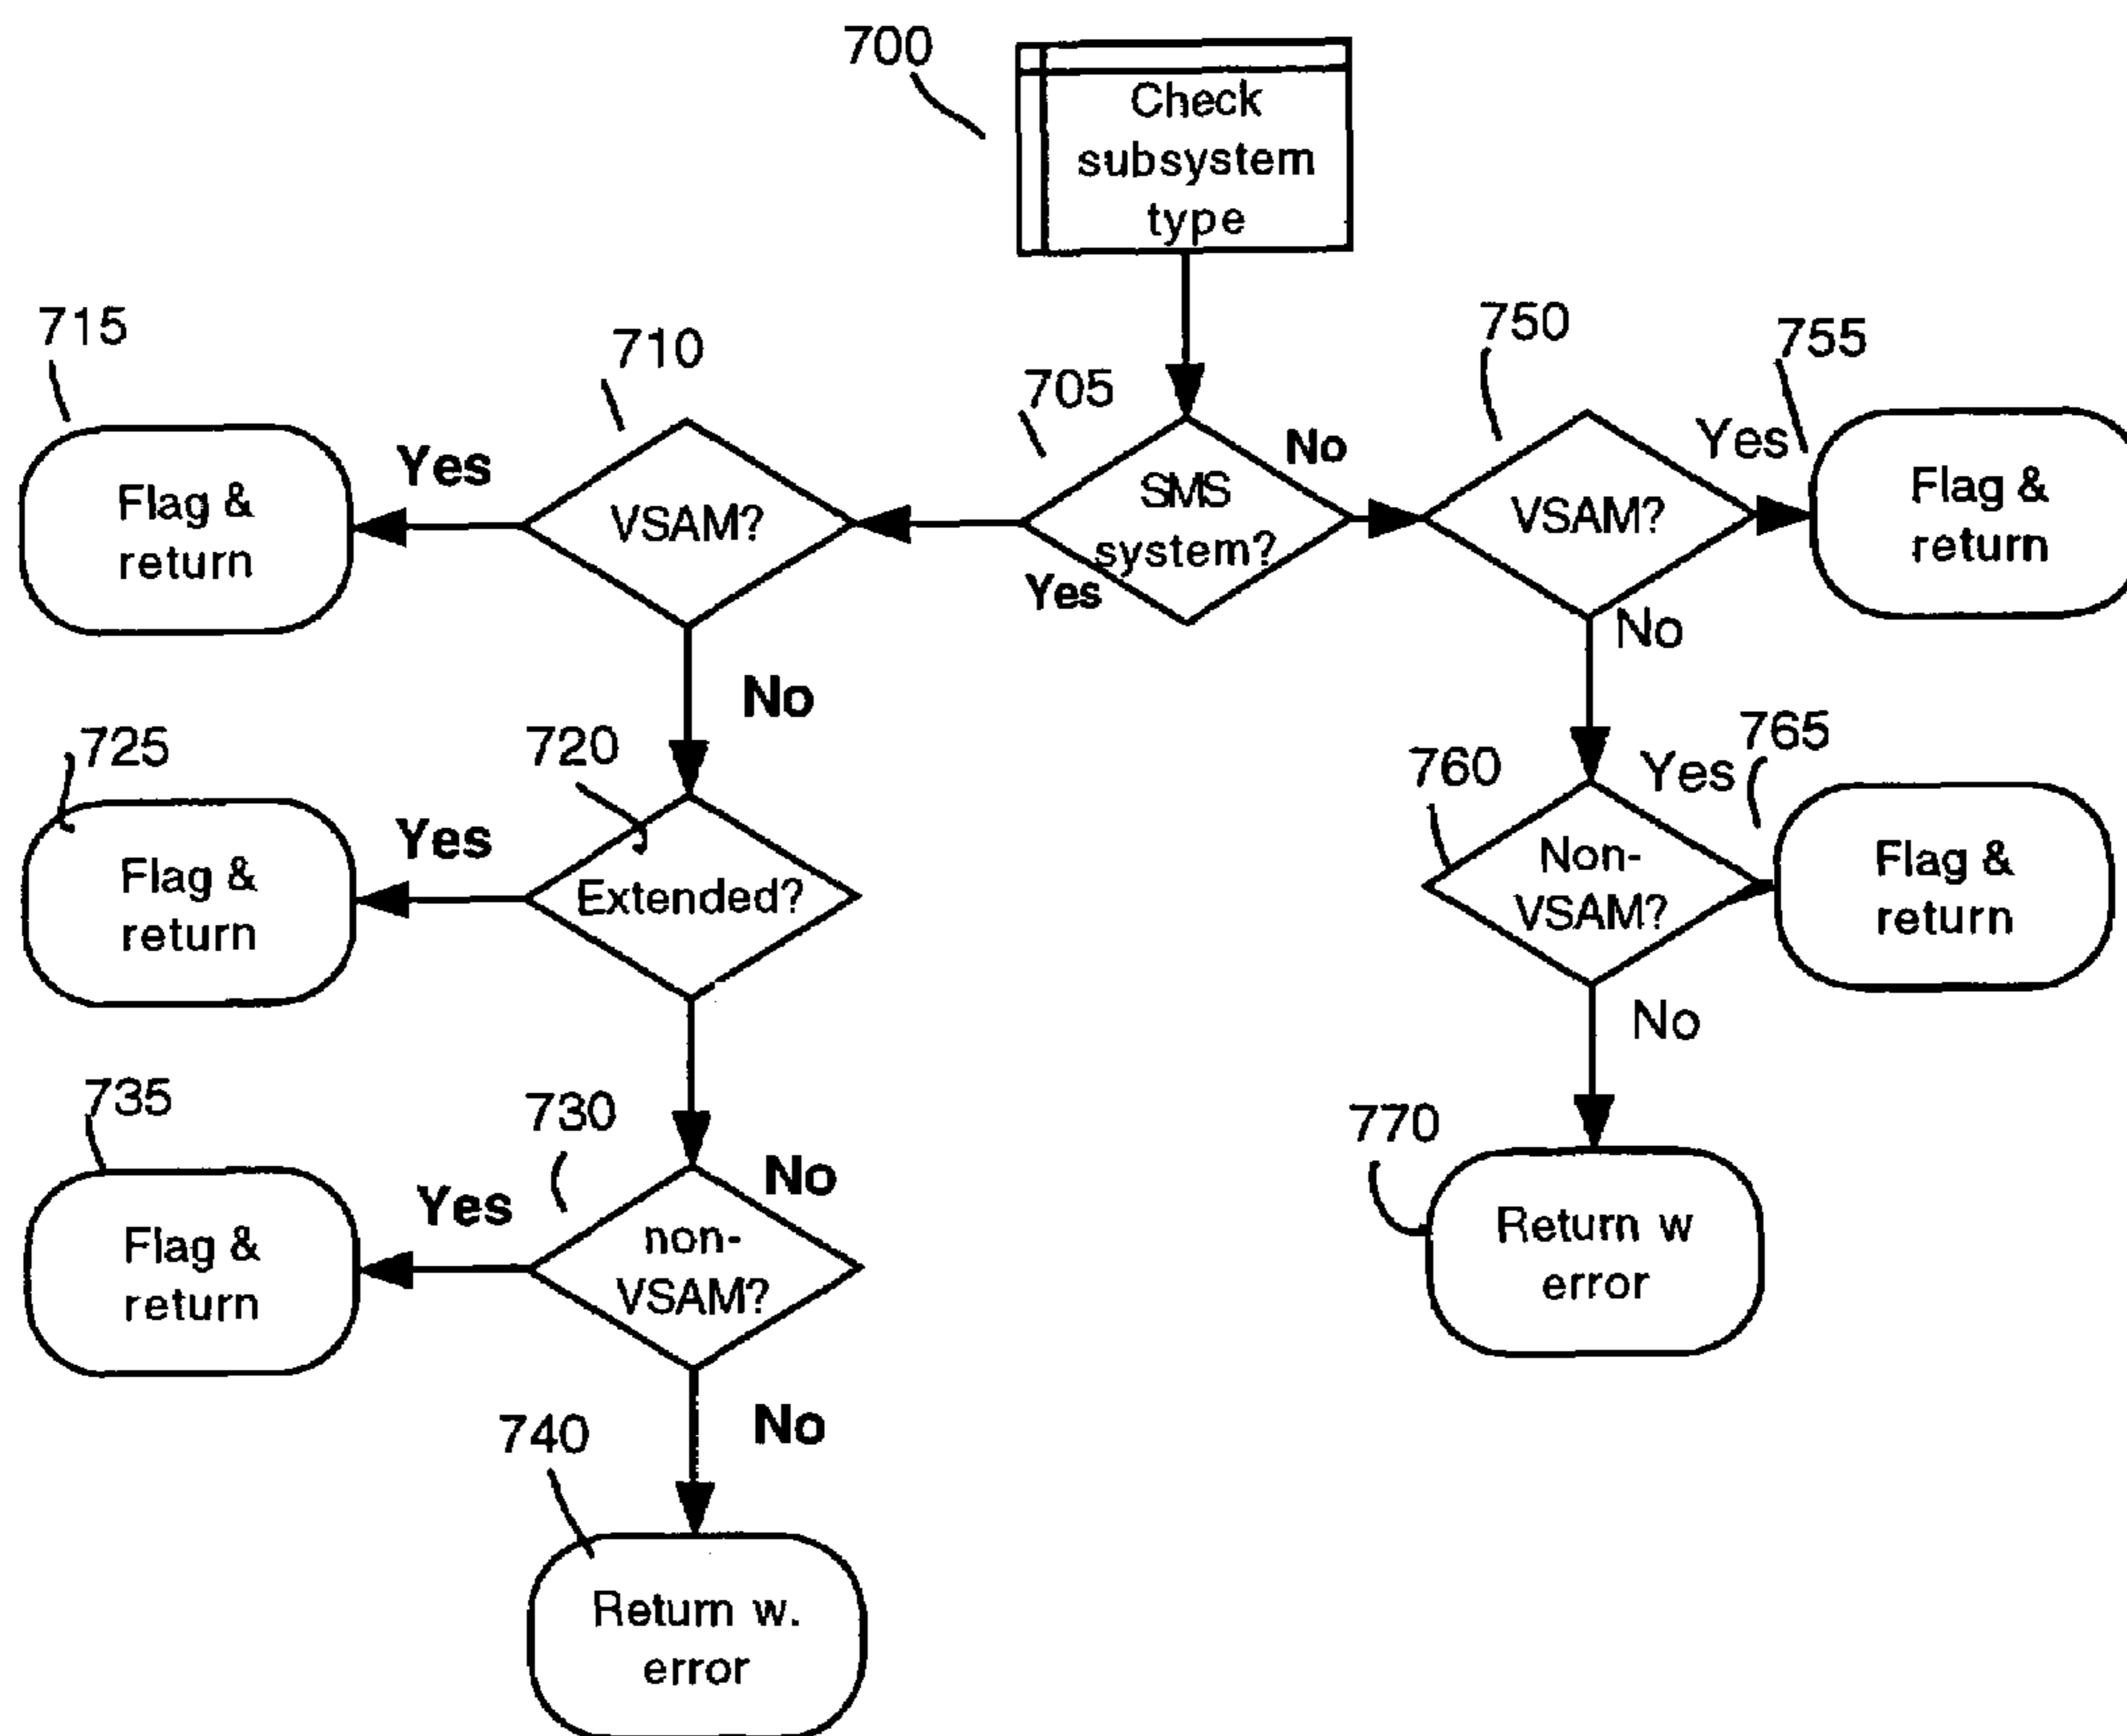 700
Check
subsystem
type
715
710
705
750
755
Yes
No
Yes
Flag &
return
VSAM?
SMS
system?
Yes
VSAM?
Flag &
return
No
No
725
720
760
765
Yes
Yes
Flag &
return
Extended?
Non-
VSAM?
Flag &
return
No
735
730
770
No
Yes
Flag &
return
non-
VSAM?
Return w
error
740
No
Return w.
error